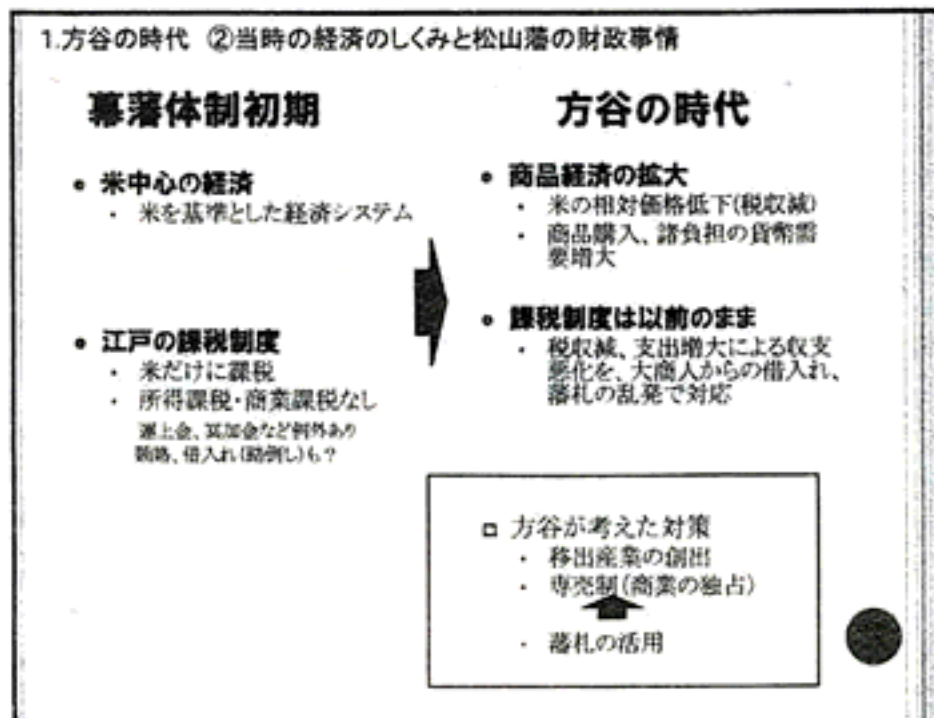 1.方谷の時代 ②当時の経済のしくみと松山藩の財政事情
幕藩体制初期
• 米中心の経済
・ 米を基準とした経済システム
• 江戸の課税制度
・ 米だけに課税
・ 所得課税・商業課税なし
運上金、冥加金など例外あり
賄賂、借入れ(踏倒し)も?
方谷の時代
• 商品経済の拡大
・ 米の相対価格低下(税収減)
・ 商品購入、諸負担の貨幣需
要増大
• 課税制度は以前のまま
・ 税収減、支出増大による収支
悪化を、大商人からの借入れ、
藩札の乱発で対応
□ 方谷が考えた対策
・ 移出産業の創出
・ 専売制(商業の独占)
・ 藩札の活用